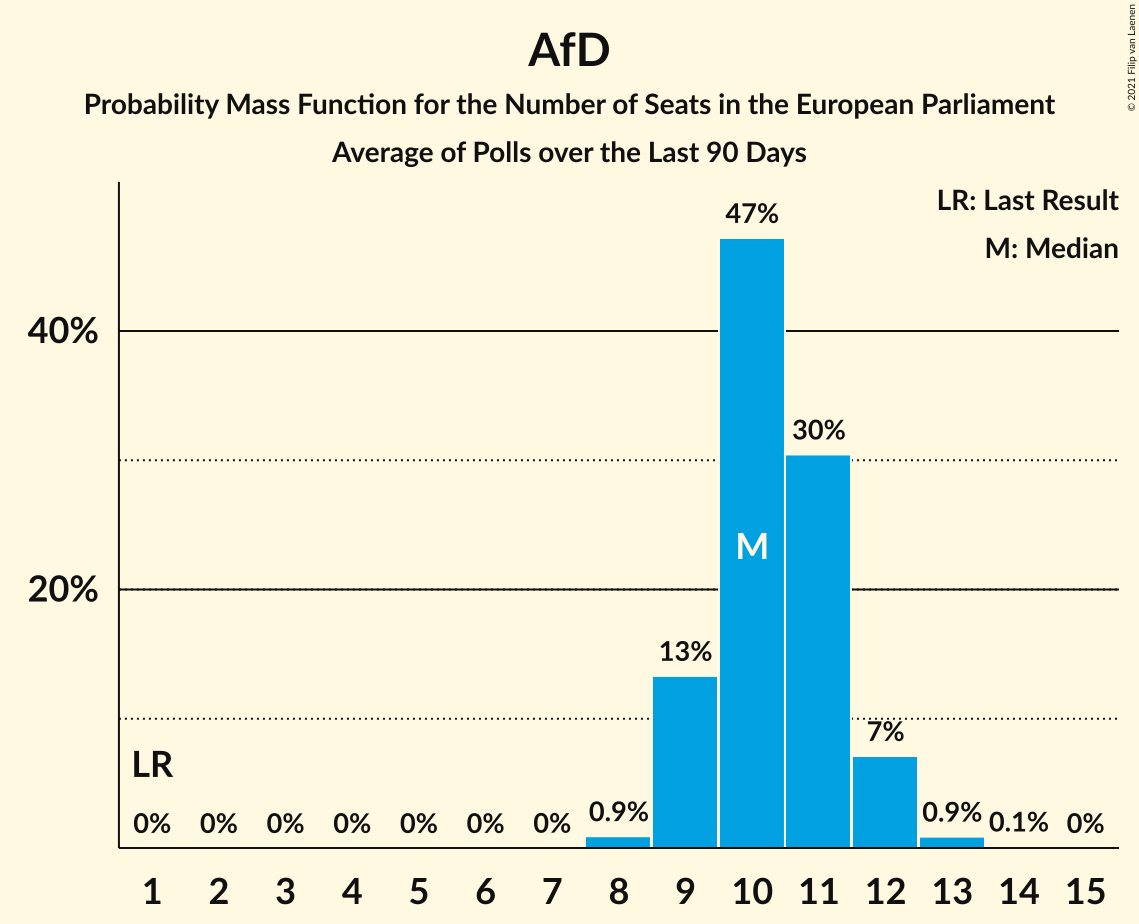 AfD
Probability Mass Function for the Number of Seats in the European Parliament
Average of Polls over the Last 90 Days
© 2021 Filip van Laenen
LR: Last Result
M: Median
40%
20%
47%
30%
M
13%
7%
LR
0% 0% 0% 0% 0% 0% 0% 0.9% 0.9% 0.1% 0%
1 2 3 4 5 6 7 8 9 10 11 12 13 14 15